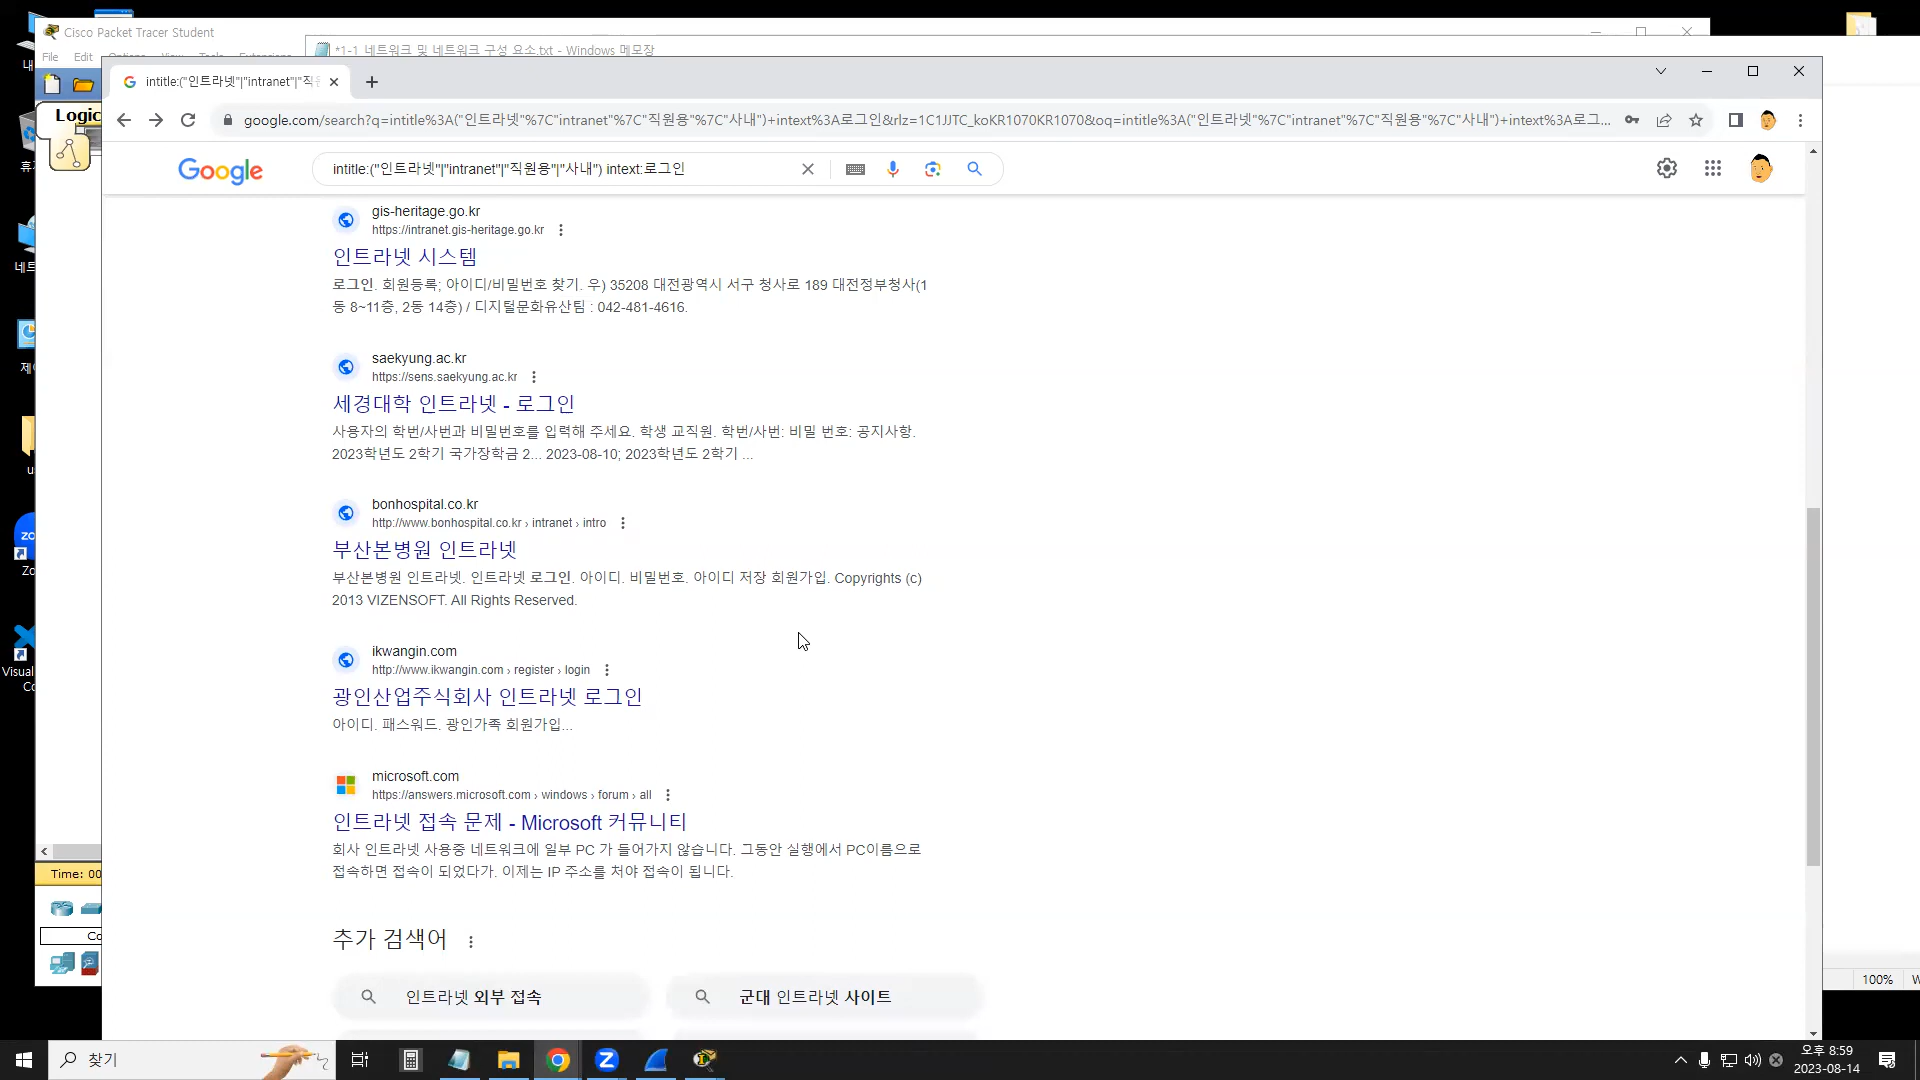 Cisco Packet Tracer Student
*1-1 네트워크 및 네트워크 구성 요소.txt - Windows 메모장
File Edit Options View Tools Extensions
intitle:("인트라넷"|"intranet"|"직
google.com/search?q=intitle%3A("인트라넷"%7C"intranet"%7C"직원용"%7C"사내")+intext%3A로그인&rlz=1C1JJTC_koKR1070KR1070&oq=intitle%3A("인트라넷"%7C"intranet"%7C"직원용"%7C"사내")+intext%3A로그...
Logic
Google
intitle:("인트라넷"|"intranet"|"직원용"|"사내") intext:로그인
gis-heritage.go.kr
https://intranet.gis-heritage.go.kr
인트라넷 시스템
로그인. 회원등록; 아이디/비밀번호 찾기. 우) 35208 대전광역시 서구 청사로 189 대전정부청사(1
동 8~11층, 2동 14층) / 디지털문화유산팀 : 042-481-4616.
saekyung.ac.kr
https://sens.saekyung.ac.kr
세경대학 인트라넷 - 로그인
사용자의 학번/사번과 비밀번호를 입력해 주세요. 학생 교직원. 학번/사번: 비밀 번호: 공지사항.
2023학년도 2학기 국가장학금 2... 2023-08-10; 2023학년도 2학기 ...
bonhospital.co.kr
http://www.bonhospital.co.kr › intranet › intro
부산본병원 인트라넷
부산본병원 인트라넷. 인트라넷 로그인. 아이디. 비밀번호. 아이디 저장 회원가입. Copyrights (c)
2013 VIZENSOFT. All Rights Reserved.
ikwangin.com
http://www.ikwangin.com › register › login
광인산업주식회사 인트라넷 로그인
아이디. 패스워드. 광인가족 회원가입...
microsoft.com
https://answers.microsoft.com › windows › forum › all
인트라넷 접속 문제 - Microsoft 커뮤니티
회사 인트라넷 사용중 네트워크에 일부 PC 가 들어가지 않습니다. 그동안 실행에서 PC이름으로
접속하면 접속이 되었다가. 이제는 IP 주소를 처야 접속이 됩니다.
추가 검색어
인트라넷 외부 접속
군대 인트라넷 사이트
내
휴
네트
제
u
zo
Zo
Visual
Co
Time: 00
Co
100%
W
찾기
오후 8:59
2023-08-14